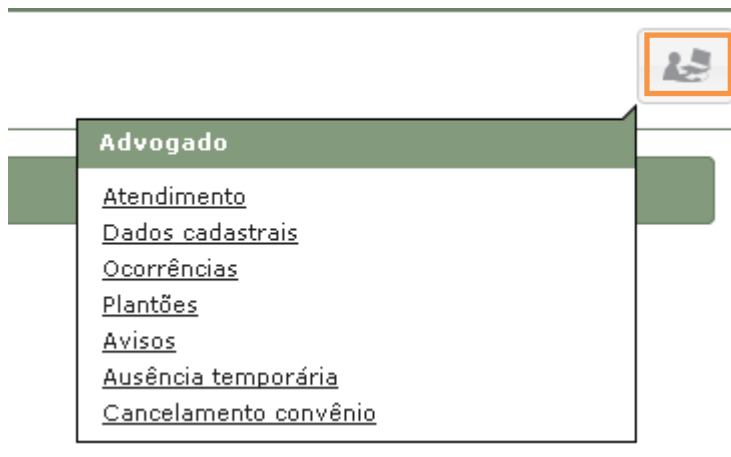 Advogado
Atendimento
Dados cadastrais
Ocorrências
Plantões
Avisos
Ausência temporária
Cancelamento convênio